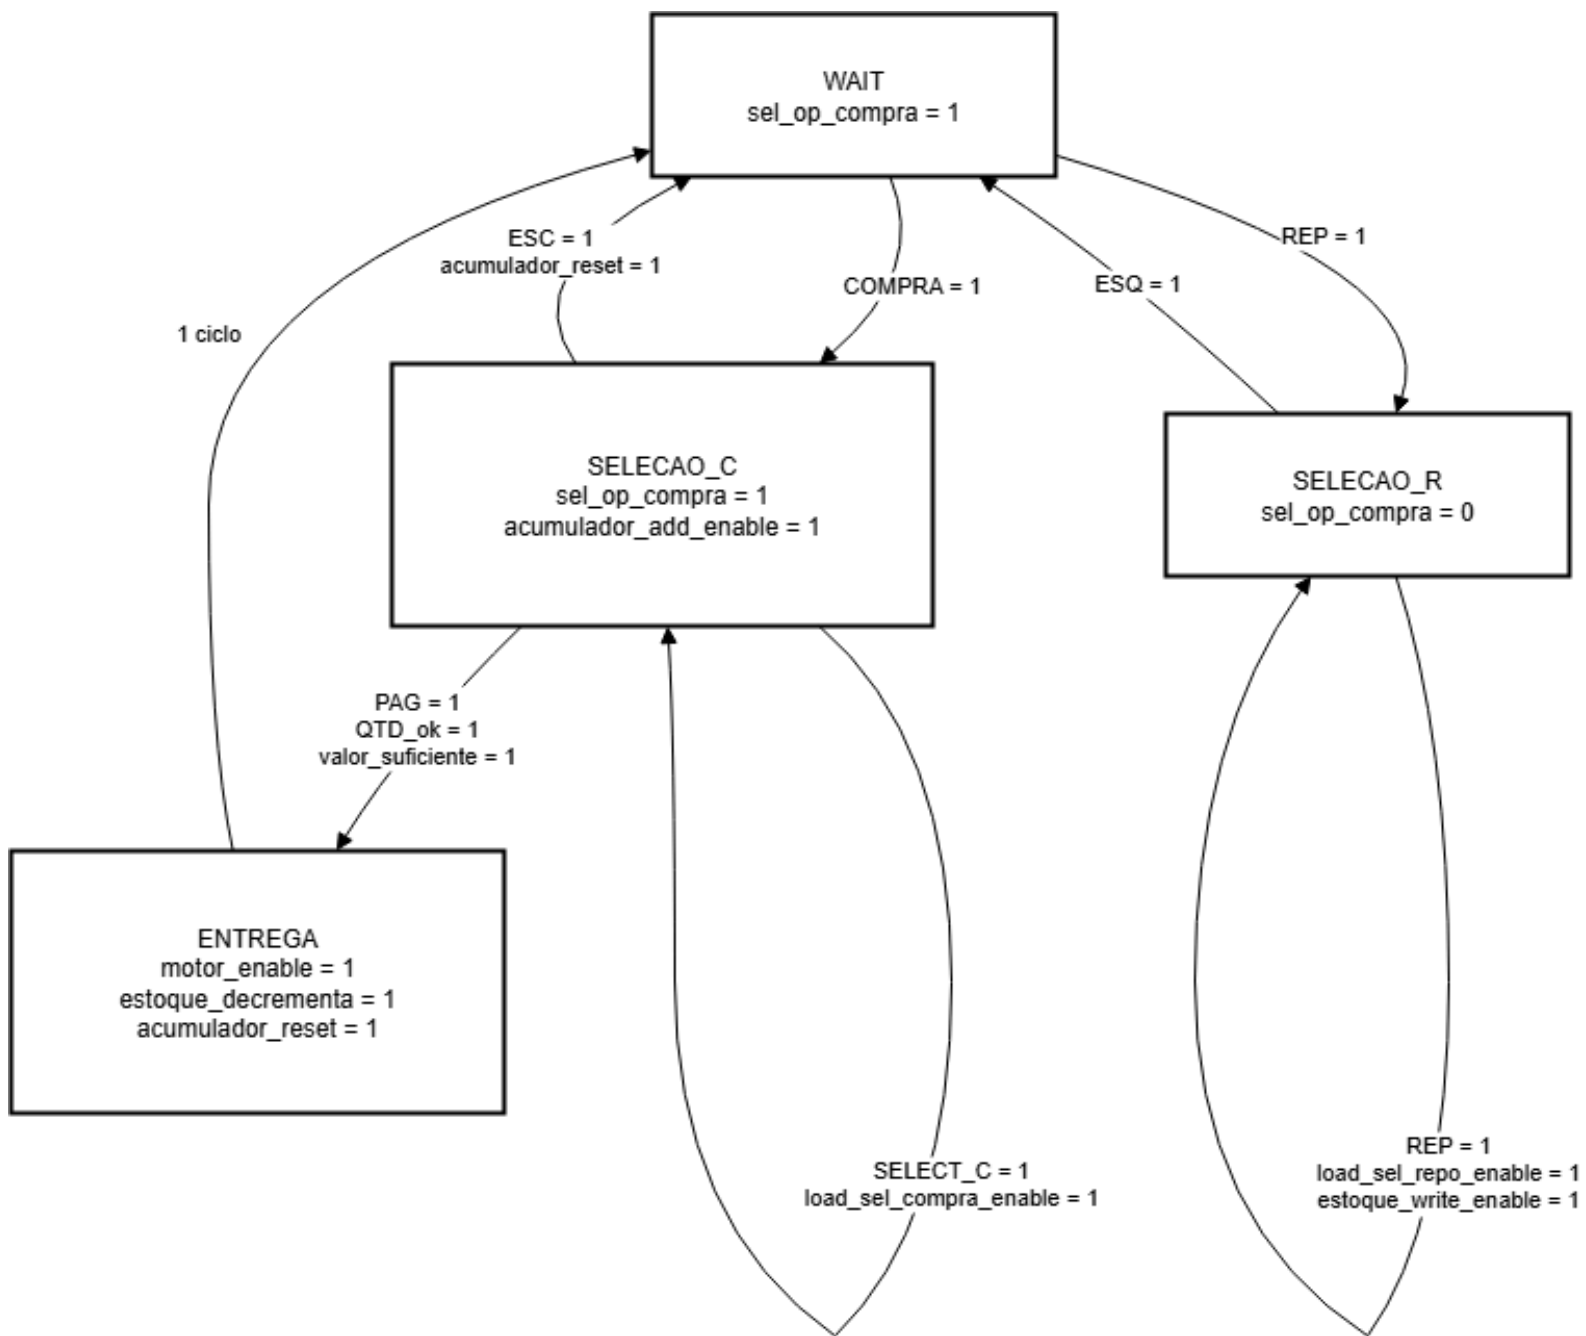 WAIT
sel_op_compra = 1
ESC = 1
acumulador_reset = 1
COMPRA = 1
ESQ = 1
REP = 1
1 ciclo
SELECAO_C
sel_op_compra = 1
acumulador_add_enable = 1
SELECAO_R
sel_op_compra = 0
PAG = 1
QTD_ok = 1
valor_suficiente = 1
ENTREGA
motor_enable = 1
estoque_decrementa = 1
acumulador_reset = 1
SELECT_C = 1
load_sel_compra_enable = 1
REP = 1
load_sel_repo_enable = 1
estoque_write_enable = 1